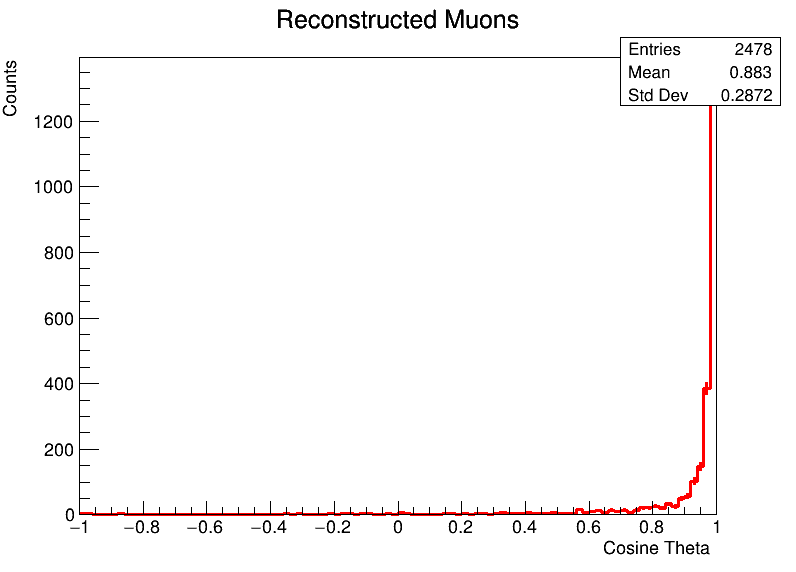 Reconstructed Muons
Entries 2478
Mean 0.883
Std Dev 0.2872
Counts
1200
1000
800
600
400
200
0
−1 −0.8 −0.6 −0.4 −0.2 0 0.2 0.4 0.6 0.8 1
Cosine Theta